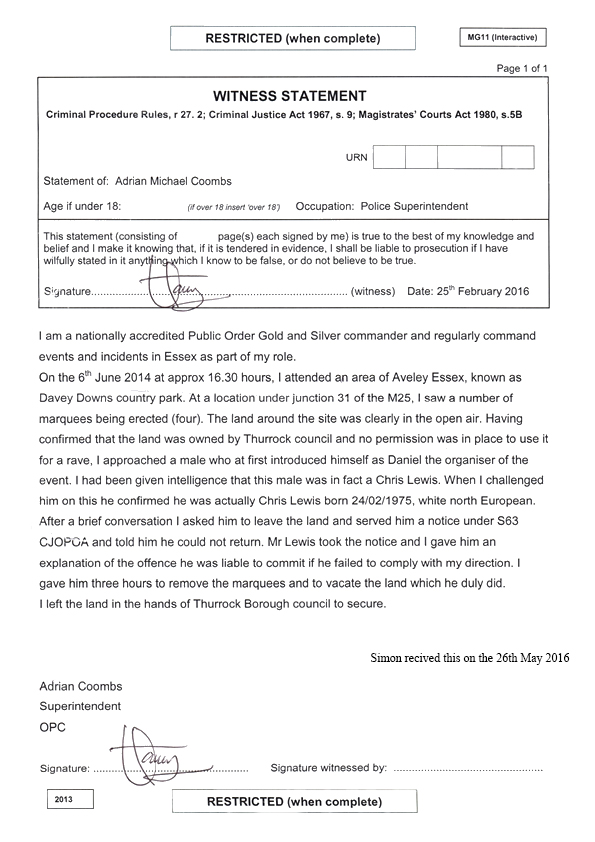 RESTRICTED (when complete)
MG11 (Interactive)
Page 1 of 1
WITNESS STATEMENT
Criminal Procedure Rules, r 27. 2; Criminal Justice Act 1967, s. 9; Magistrates' Courts Act 1980, s.5B
URN
Statement of: Adrian Michael Coombs
Age if under 18: (if over 18 insert 'over 18') Occupation: Police Superintendent
This statement (consisting of page(s) each signed by me) is true to the best of my knowledge and
belief and I make it knowing that, if it is tendered in evidence, I shall be liable to prosecution if I have
wilfully stated in it anything which I know to be false, or do not believe to be true.
Signature.......................................................................... (witness) Date: 25th February 2016
I am a nationally accredited Public Order Gold and Silver commander and regularly command
events and incidents in Essex as part of my role.
On the 6th June 2014 at approx 16.30 hours, I attended an area of Aveley Essex, known as
Davey Downs country park. At a location under junction 31 of the M25, I saw a number of
marquees being erected (four). The land around the site was clearly in the open air. Having
confirmed that the land was owned by Thurrock council and no permission was in place to use it
for a rave, I approached a male who at first introduced himself as Daniel the organiser of the
event. I had been given intelligence that this male was in fact a Chris Lewis. When I challenged
him on this he confirmed he was actually Chris Lewis born 24/02/1975, white north European.
After a brief conversation I asked him to leave the land and served him a notice under S63
CJOPOA and told him he could not return. Mr Lewis took the notice and I gave him an
explanation of the offence he was liable to commit if he failed to comply with my direction. I
gave him three hours to remove the marquees and to vacate the land which he duly did.
I left the land in the hands of Thurrock Borough council to secure.
Simon recived this on the 26th May 2016
Adrian Coombs
Superintendent
OPC
Signature: ............................................. Signature witnessed by: .............................................
2013
RESTRICTED (when complete)